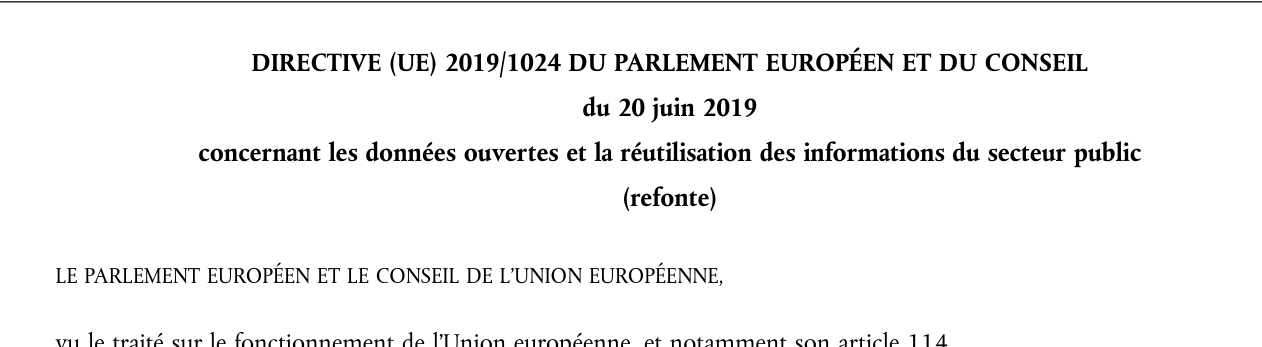 DIRECTIVE (UE) 2019/1024 DU PARLEMENT EUROPÉEN ET DU CONSEIL
du 20 juin 2019
concernant les données ouvertes et la réutilisation des informations du secteur public
(refonte)
LE PARLEMENT EUROPÉEN ET LE CONSEIL DE L’UNION EUROPÉENNE,
vu le traité sur le fonctionnement de l’Union européenne, et notamment son article 114,